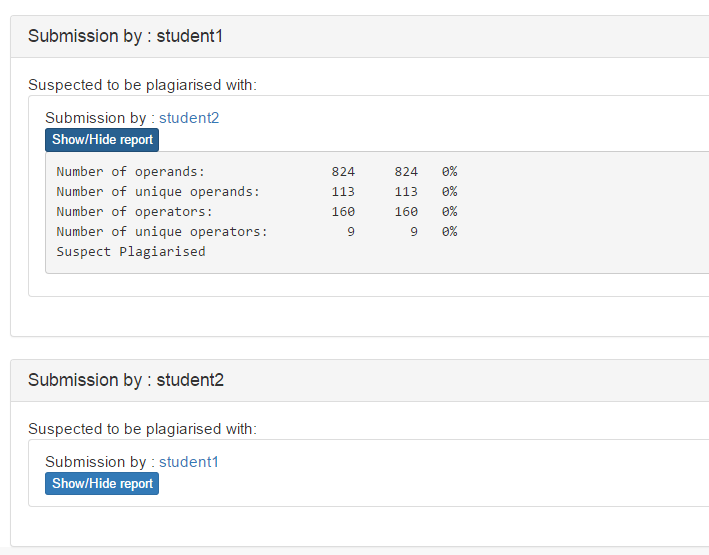 Submission by : student1
Suspected to be plagiarised with:
Submission by : student2
Show/Hide report
Number of operands: 824 824 0%
Number of unique operands: 113 113 0%
Number of operators: 160 160 0%
Number of unique operators: 9 9 0%
Suspect Plagiarised
Submission by : student2
Suspected to be plagiarised with:
Submission by : student1
Show/Hide report